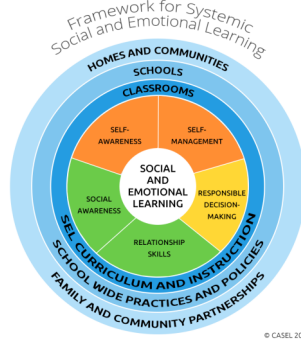 Framework for Systemic
Social and Emotional Learning
HOMES AND COMMUNITIES
SCHOOLS
CLASSROOMS
SELF-
AWARENESS
SELF-
MANAGEMENT
SOCIAL
AND
EMOTIONAL
LEARNING
SOCIAL
AWARENESS
RESPONSIBLE
DECISION-
MAKING
RELATIONSHIP
SKILLS
SEL CURRICULUM AND INSTRUCTION
SCHOOL WIDE PRACTICES AND POLICIES
FAMILY AND COMMUNITY PARTNERSHIPS
© CASEL